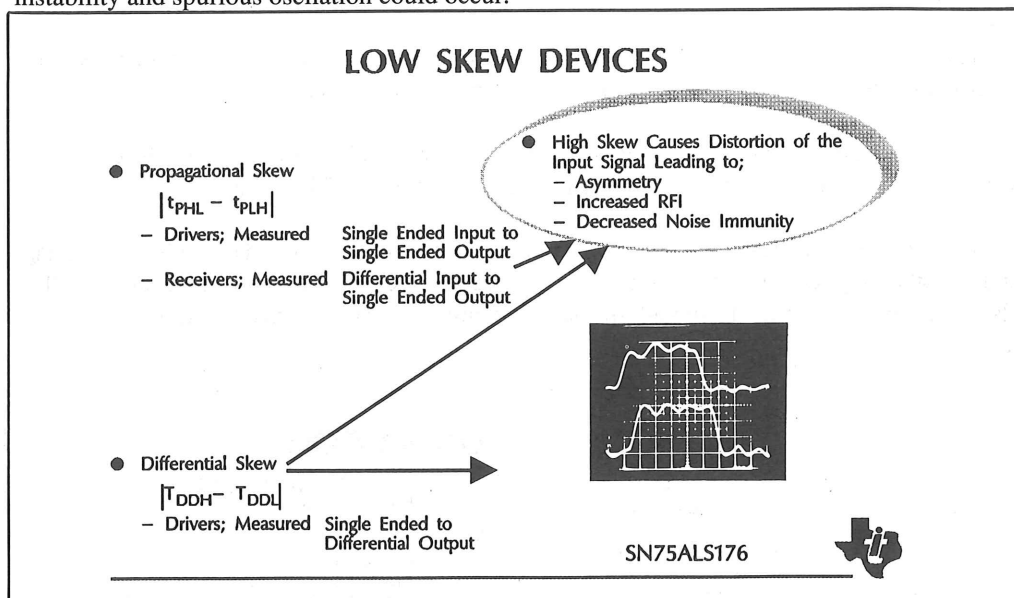 instability and spurious oscillation could occur.
LOW SKEW DEVICES
● Propagational Skew
|tPHL − tPLH|
– Drivers; Measured Single Ended Input to
Single Ended Output
– Receivers; Measured Differential Input to
Single Ended Output
● High Skew Causes Distortion of the
Input Signal Leading to;
– Asymmetry
– Increased RFI
– Decreased Noise Immunity
● Differential Skew
|TDDH− TDDL|
– Drivers; Measured Single Ended to
Differential Output
SN75ALS176
ti